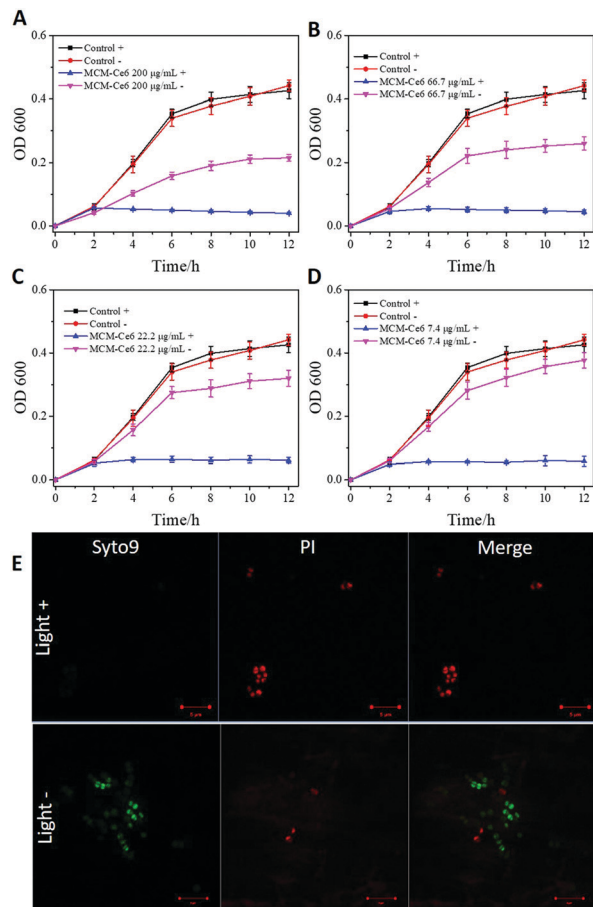 A
B
0.6
0.4
0.2
0.0
OD 600
Control +
Control -
MCM-Ce6 200 μg/mL +
MCM-Ce6 200 μg/mL -
0 2 4 6 8 10 12
Time/h
0.6
0.4
0.2
0.0
OD 600
Control +
Control -
MCM-Ce6 66.7 μg/mL +
MCM-Ce6 66.7 μg/mL -
0 2 4 6 8 10 12
Time/h
C
D
0.6
0.4
0.2
0.0
OD 600
Control +
Control -
MCM-Ce6 22.2 μg/mL +
MCM-Ce6 22.2 μg/mL -
0 2 4 6 8 10 12
Time/h
0.6
0.4
0.2
0.0
OD 600
Control +
Control -
MCM-Ce6 7.4 μg/mL +
MCM-Ce6 7.4 μg/mL -
0 2 4 6 8 10 12
Time/h
E
Syto9 PI Merge
Light +
5 μm 5 μm 5 μm
Light -